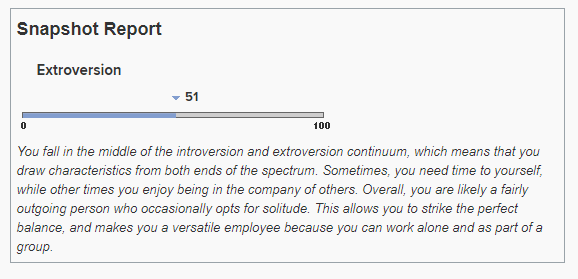 Snapshot Report
Extroversion
51
0 100
You fall in the middle of the introversion and extroversion continuum, which means that you
draw characteristics from both ends of the spectrum. Sometimes, you need time to yourself,
while other times you enjoy being in the company of others. Overall, you are likely a fairly
outgoing person who occasionally opts for solitude. This allows you to strike the perfect
balance, and makes you a versatile employee because you can work alone and as part of a
group.